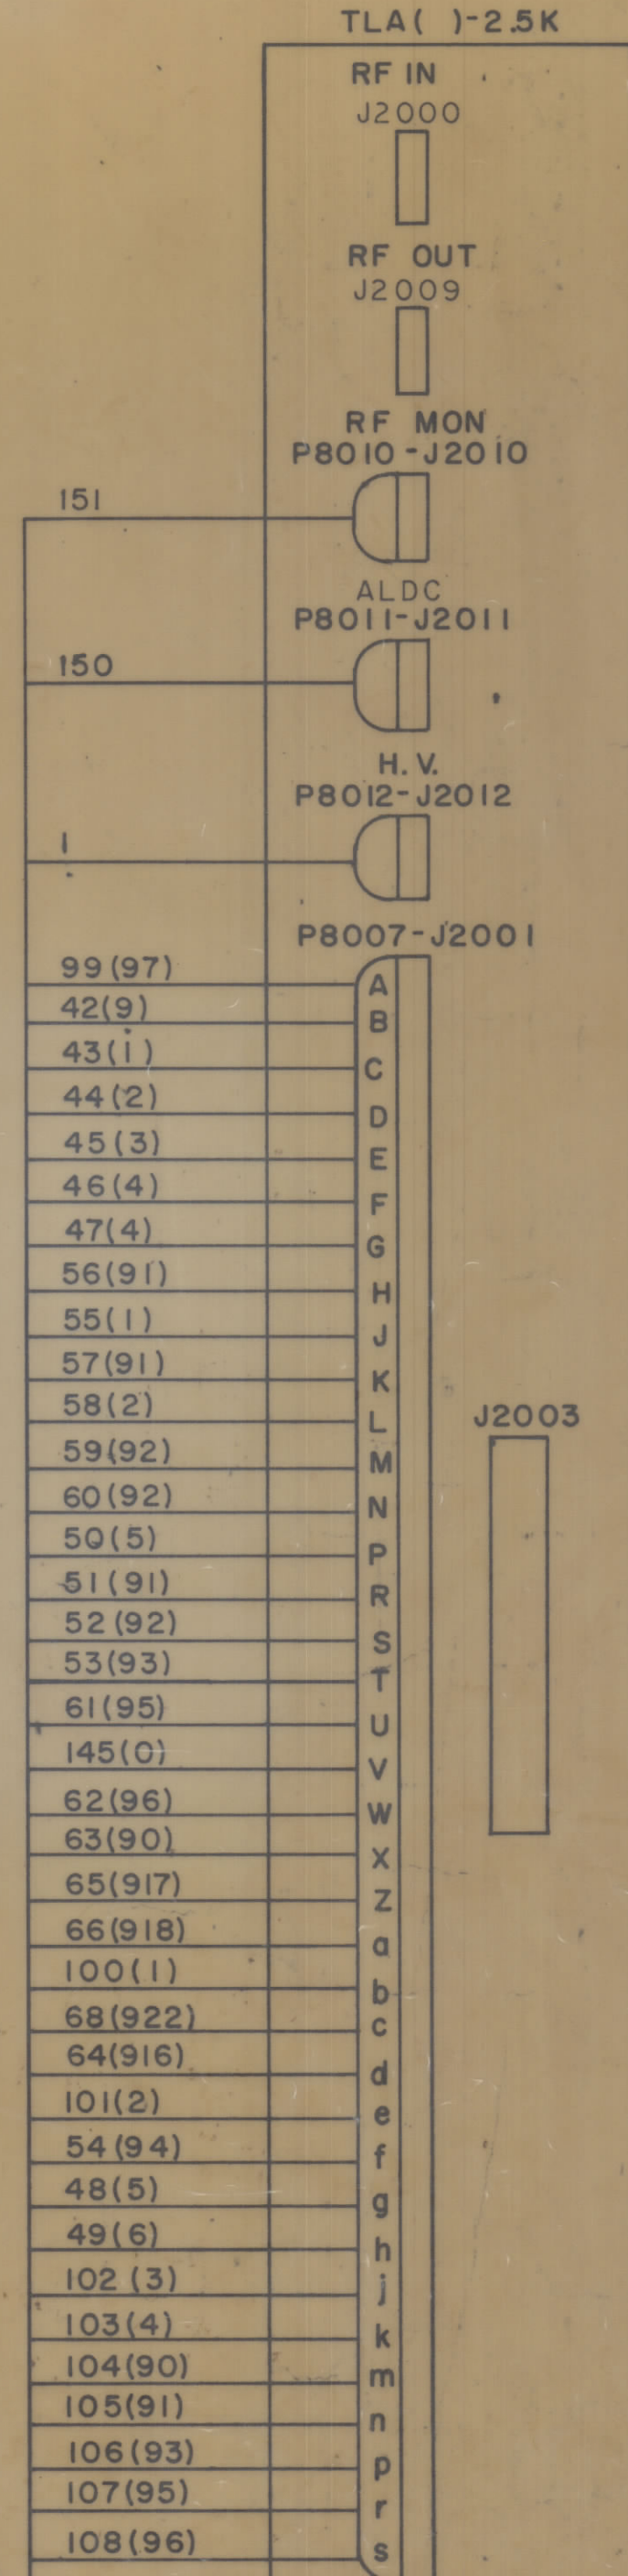 TLA( )-2.5K
RF IN
J2000
RF OUT
J2009
RF MON
P8010-J2010
151
ALDC
P8011-J2011
150
H.V.
P8012-J2012
1
P8007-J2001
99(97) A
42(9) B
43(1) C
44(2) D
45(3) E
46(4) F
47(4) G
56(91) H
55(1) J
57(91) K
58(2) L
J2003
59(92) M
60(92) N
50(5) P
51(91) R
52(92) S
53(93) T
61(95) U
145(0) V
62(96) W
63(90) X
65(917) Z
66(918) a
100(1) b
68(922) c
64(916) d
101(2) e
54(94) f
48(5) g
49(6) h
102(3) j
103(4) k
104(90) m
105(91) n
106(93) p
107(95) r
108(96) s